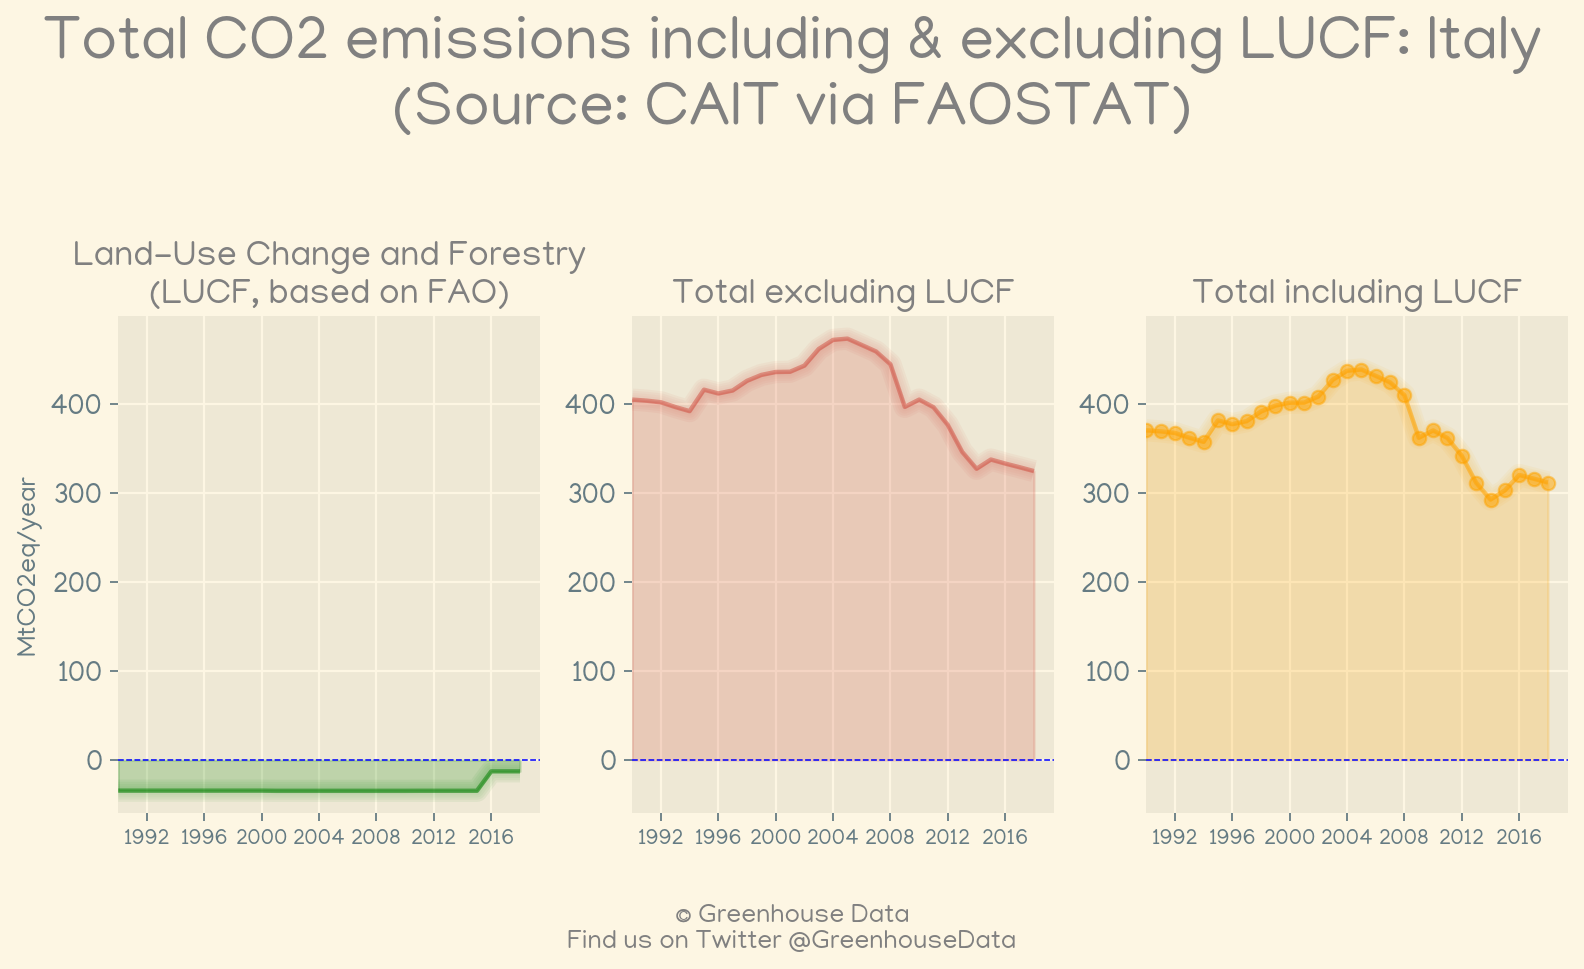 Total CO2 emissions including & excluding LUCF: Italy
(Source: CAIT via FAOSTAT)
Land-Use Change and Forestry
(LUCF, based on FAO)
Total excluding LUCF
Total including LUCF
MtCO2eq/year
400
300
200
100
0
1992 1996 2000 2004 2008 2012 2016
400
300
200
100
0
1992 1996 2000 2004 2008 2012 2016
400
300
200
100
0
1992 1996 2000 2004 2008 2012 2016
© Greenhouse Data
Find us on Twitter @GreenhouseData